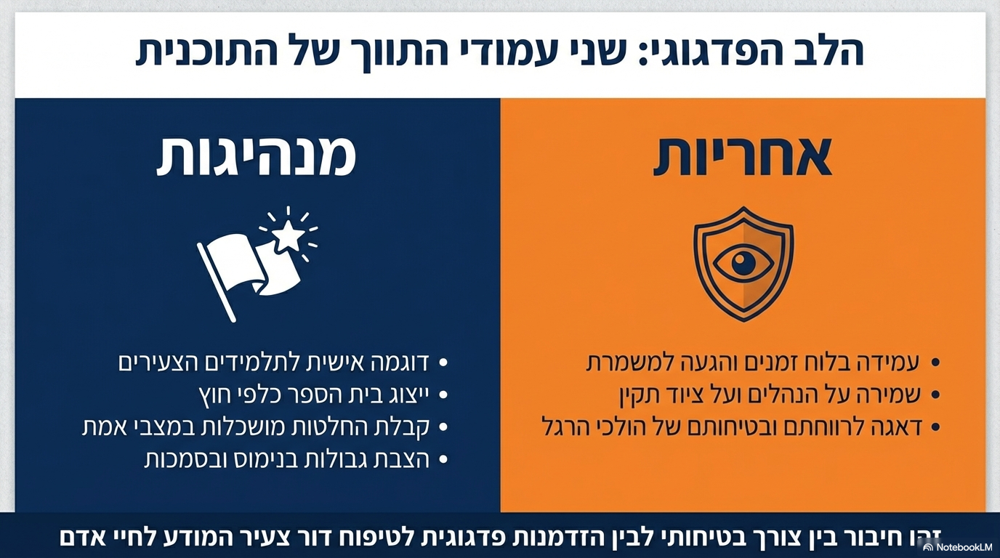 הלב הפדגוגי: שני עמודי התווך של התוכנית
אחריות
• עמידה בלוח זמנים והגעה למשמרת
• שמירה על הנהלים ועל ציוד תקין
• דאגה לרווחתם ובטיחותם של הולכי הרגל
מנהיגות
• דוגמה אישית לתלמידים הצעירים
• ייצוג בית הספר כלפי חוץ
• קבלת החלטות מושכלות במצבי אמת
• הצבת גבולות בנימוס ובסמכות
זהו חיבור בין צורך בטיחותי לבין הזדמנות פדגוגית לטיפוח דור צעיר המודע לחיי אדם
NotebookLM